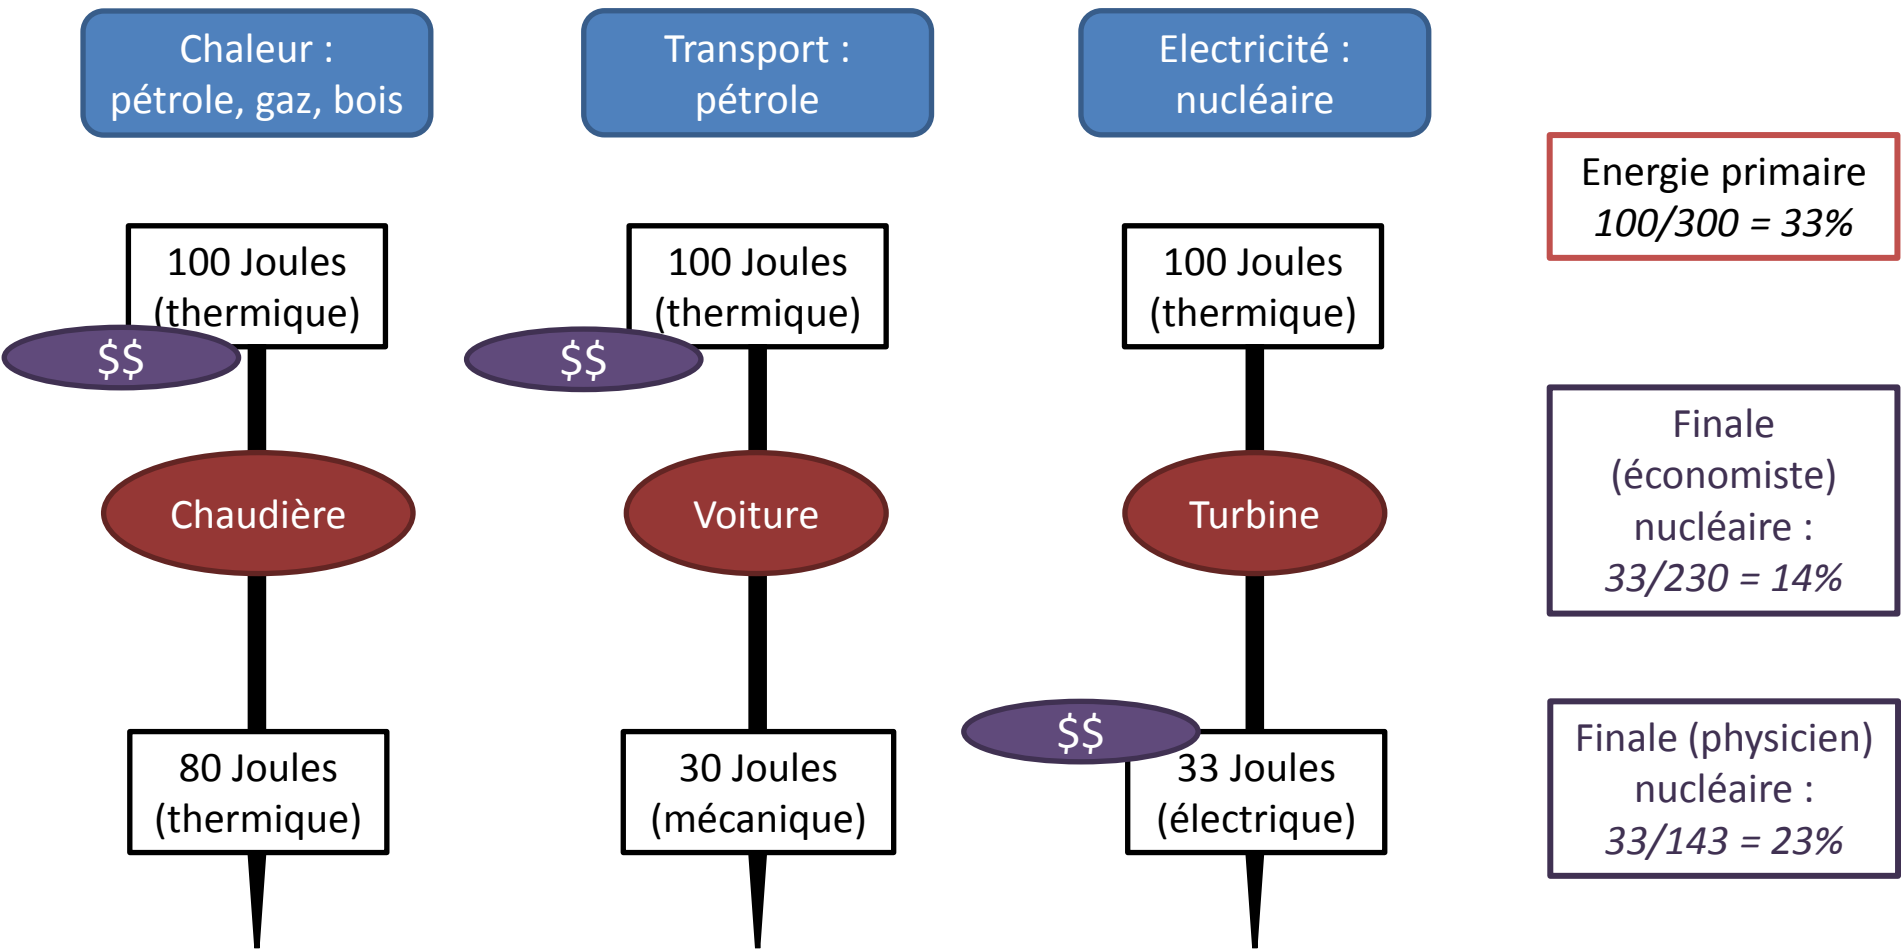 Chaleur :
pétrole, gaz, bois
Transport :
pétrole
Electricité :
nucléaire
Energie primaire
100/300 = 33%
100 Joules
(thermique)
$$
100 Joules
(thermique)
$$
100 Joules
(thermique)
Chaudière
Voiture
Turbine
Finale
(économiste)
nucléaire :
33/230 = 14%
80 Joules
(thermique)
30 Joules
(mécanique)
$$
33 Joules
(électrique)
Finale (physicien)
nucléaire :
33/143 = 23%